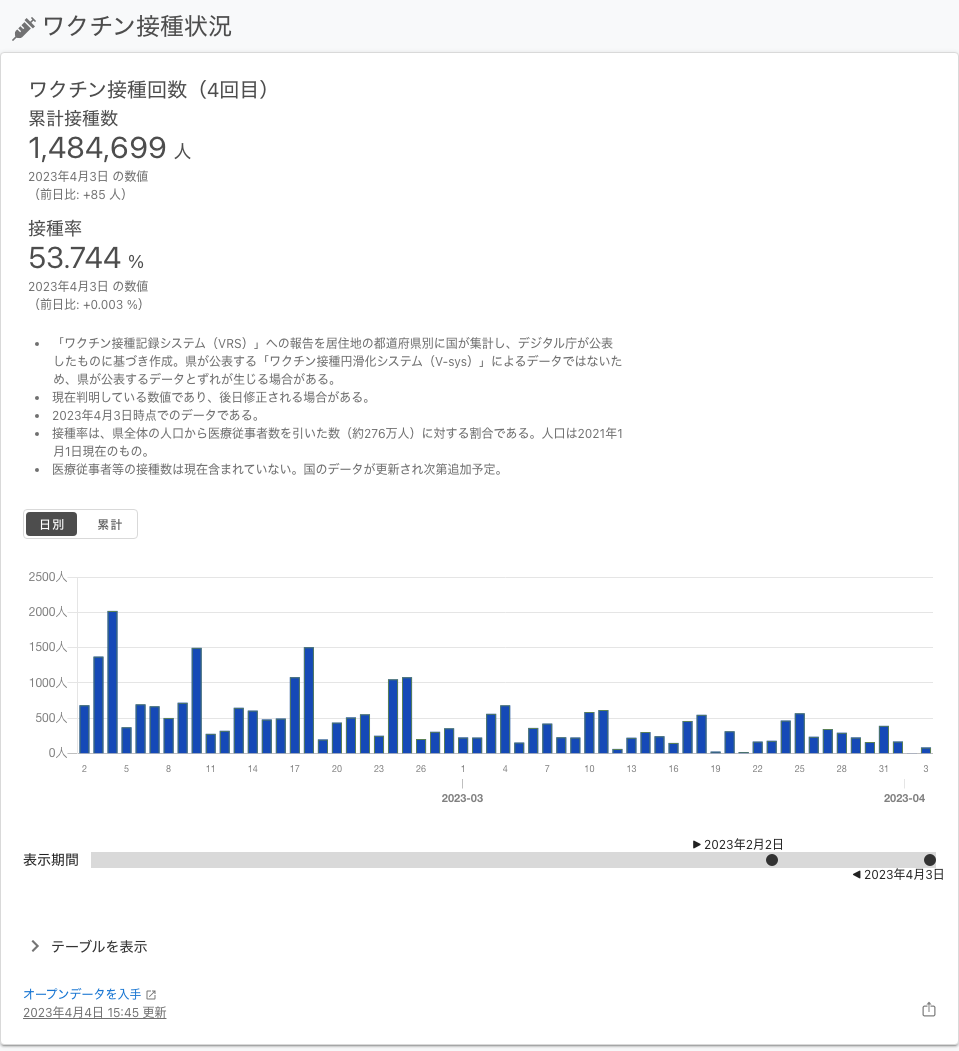 ワクチン接種状況
ワクチン接種回数（4回目）
累計接種数
1,484,699 人
2023年4月3日 の数値
（前日比: +85 人）
接種率
53.744 %
2023年4月3日 の数値
（前日比: +0.003 %）
• 「ワクチン接種記録システム（VRS）」への報告を居住地の都道府県別に国が集計し、デジタル庁が公表
したものに基づき作成。県が公表する「ワクチン接種円滑化システム（V-sys）」によるデータではないた
め、県が公表するデータとずれが生じる場合がある。
• 現在判明している数値であり、後日修正される場合がある。
• 2023年4月3日時点でのデータである。
• 接種率は、県全体の人口から医療従事者数を引いた数（約276万人）に対する割合である。人口は2021年1
月1日現在のもの。
• 医療従事者等の接種数は現在含まれていない。国のデータが更新され次第追加予定。
日別 累計
2500人
2000人
1500人
1000人
500人
0人
2 5 8 11 14 17 20 23 26 1 4 7 10 13 16 19 22 25 28 31 3
2023-03 2023-04
▶ 2023年2月2日
表示期間
◀ 2023年4月3日
テーブルを表示
オープンデータを入手
2023年4月4日 15:45 更新